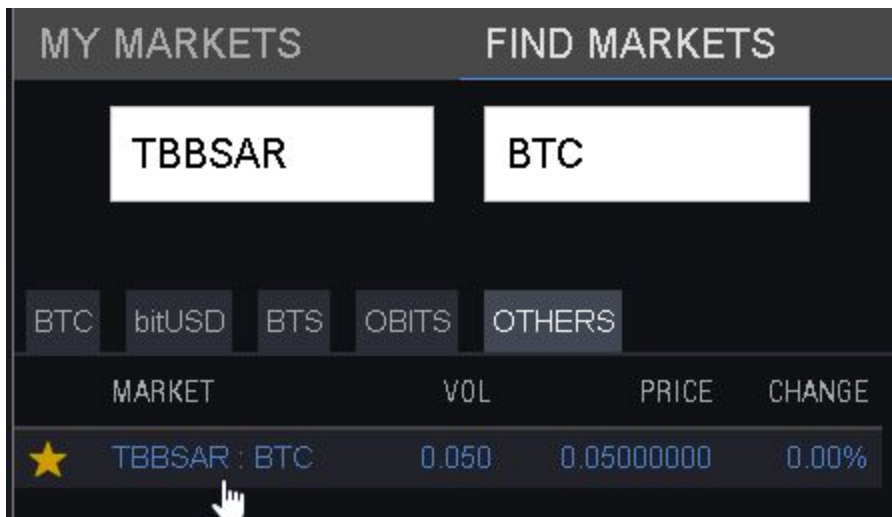 MY MARKETS FIND MARKETS
TBBSAR BTC
BTC bitUSD BTS OBITS OTHERS
MARKET VOL PRICE CHANGE
TBBSAR : BTC 0.050 0.05000000 0.00%